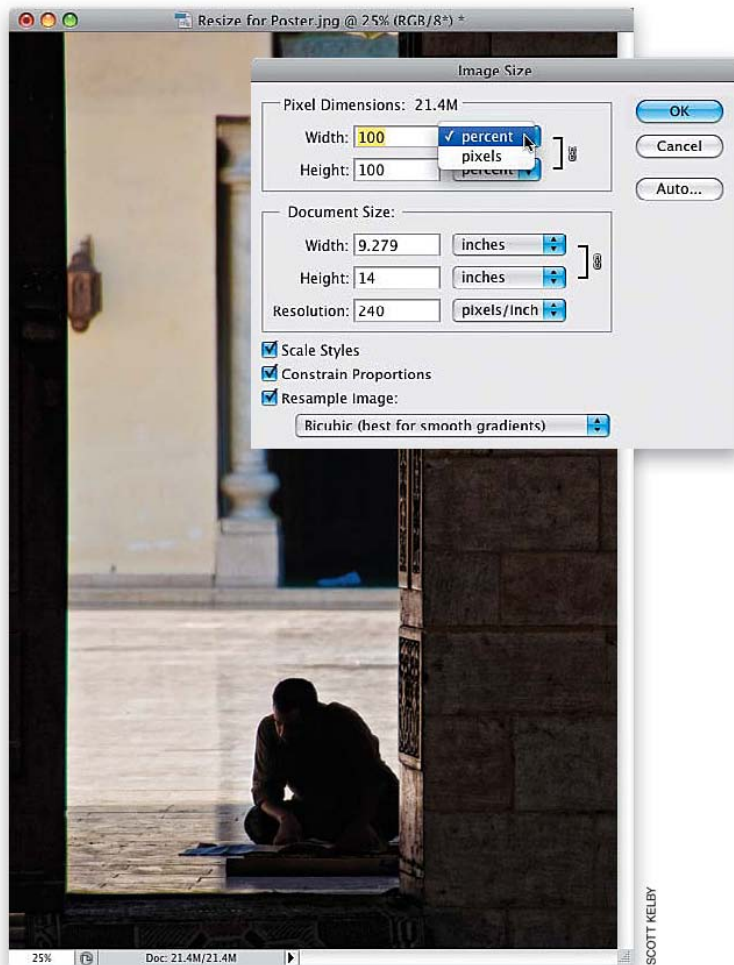 Resize for Poster.jpg @ 25% (RGB/8*) *
Image Size
Pixel Dimensions: 21.4M
Width: 100 ✓ percent
pixels
Height: 100 percent
OK
Cancel
Auto...
Document Size:
Width: 9.279 inches
Height: 14 inches
Resolution: 240 pixels/inch
Scale Styles
Constrain Proportions
Resample Image:
Bicubic (best for smooth gradients)
25% Doc: 21.4M/21.4M
SCOTT KELBY